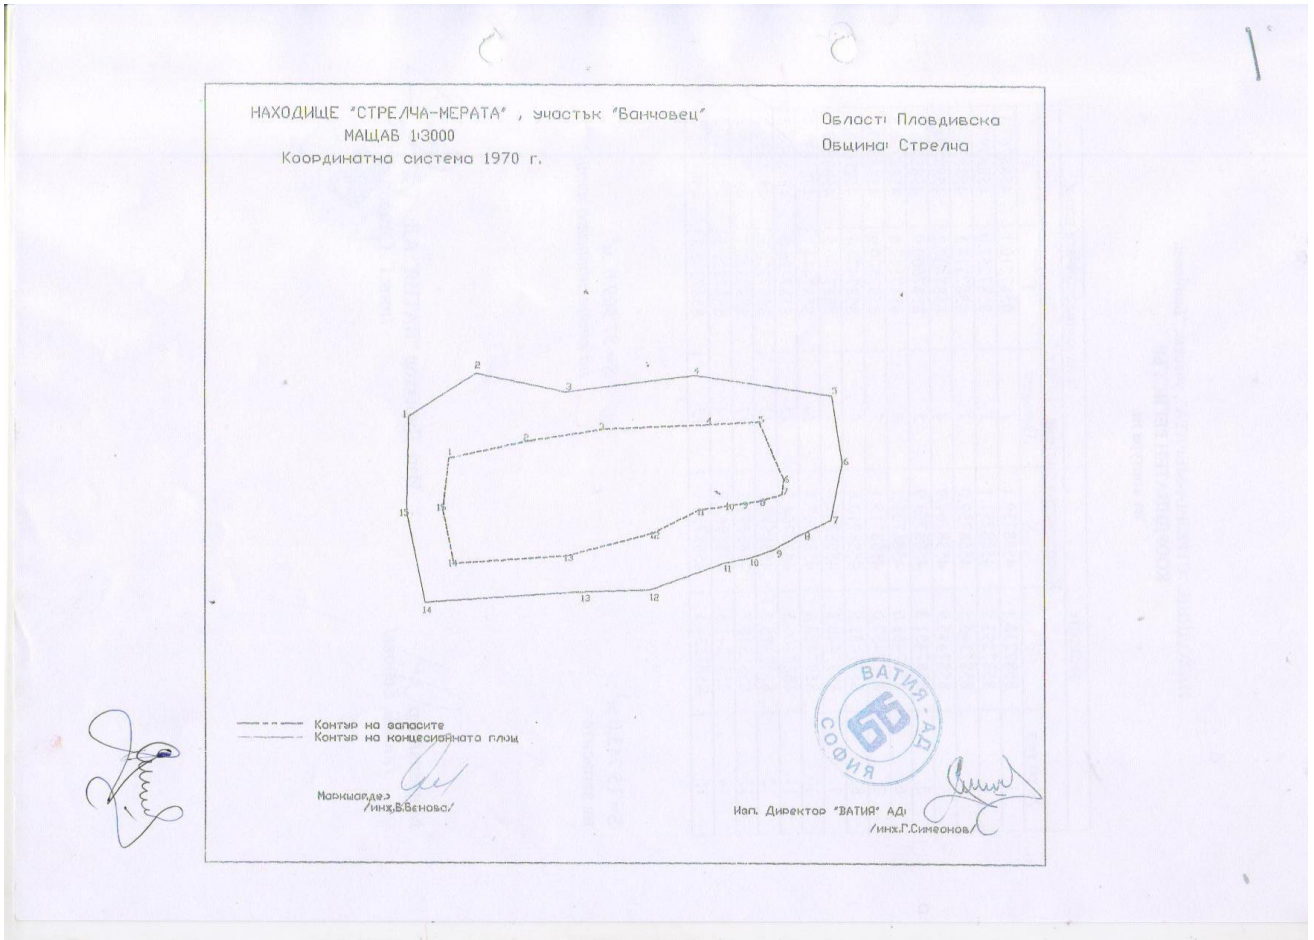 НАХОДИЩЕ "СТРЕЛЧА-МЕРАТА" , участък "Банчовец"
МАЩАБ 1:3000
Координатна система 1970 г.
Област: Пловдивска
Община: Стрелча
2
3
4
5
1
6
7
8
9
10
11
12
13
14
15
1
2
3
4
5
6
7
8
9
10
11
12
13
14
15
Контур на запасите
Контур на концесионната площ
Маркшайдер
/инж.В.Венова/
ВАТИЯ - АД
СОФИЯ
Изп. Директор "ВАТИЯ" АД:
/инж.Г.Симеонов/